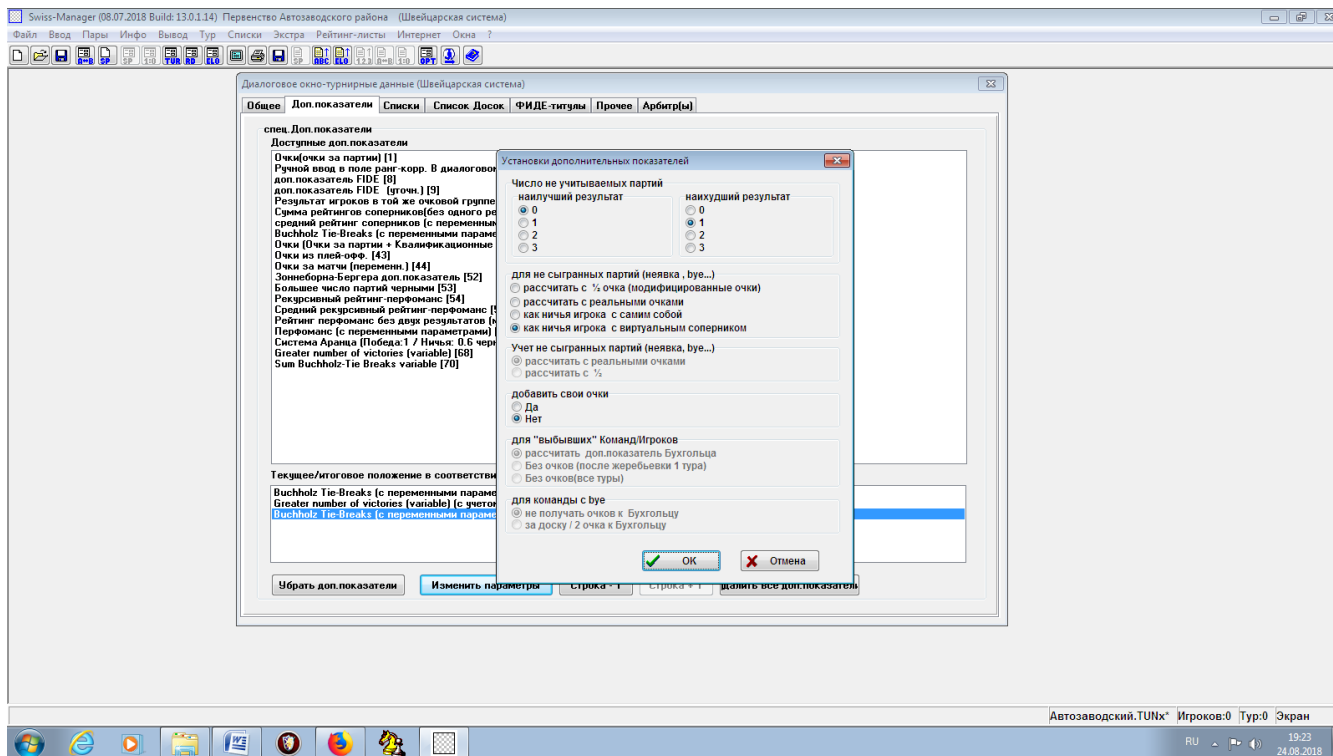 Swiss-Manager (08.07.2018 Build: 13.0.1.14) Первенство Автозаводского района (Швейцарская система)
Файл Ввод Пары Инфо Вывод Тур Списки Экстра Рейтинг-листы Интернет Окна ?
Диалоговое окно-турнирные данные (Швейцарская система)
Общее Доп.показатели Списки Список Досок ФИДЕ-титулы Прочее Арбитр(ы)
спец.Доп.показатели
Доступные доп.показатели
Очки(очки за партии) [1]
Ручной ввод в поле ранг-корр. В диалогово
доп.показатель FIDE [8]
доп.показатель FIDE (уточн.) [9]
Результат игроков в той же очковой группе
Сумма рейтингов соперников(без одного ре
средний рейтинг соперников (с переменны
Buchholz Tie-Breaks (с переменными параме
Очки (Очки за партии + Квалификационные
Очки из плей-офф. [43]
Очки за матчи (переменн.) [44]
Зоннеборна-Бергера доп.показатель [52]
Большее число партий черными [53]
Рекурсивный рейтинг-перфоманс [54]
Средний рекурсивный рейтинг-перфоманс [
Рейтинг перфоманс без двух результатов (
Перфоманс (с переменными параметрами) [
Система Аранца (Победа:1 / Ничья: 0.6 чер
Greater number of victories (variable) [68]
Sum Buchholz-Tie Breaks variable [70]
Текущее/итоговое положение в соответстви
Buchholz Tie-Breaks (с переменными параме
Greater number of victories (variable) (с учето
Buchholz Tie-Breaks (с переменными параме
Убрать доп.показатели Изменить параметры Строка - 1 Строка + 1 Удалить все доп.показатели
Установки дополнительных показателей
Число не учитываемых партий
наилучший результат наихудший результат
0 0
1 1
2 2
3 3
для не сыгранных партий (неявка , bye...)
рассчитать с ½ очка (модифицированные очки)
рассчитать с реальными очками
как ничья игрока с самим собой
как ничья игрока с виртуальным соперником
Учет не сыгранных партий (неявка, bye...)
рассчитать с реальными очками
рассчитать с ½
добавить свои очки
Да
Нет
для "выбывших" Команд/Игроков
рассчитать доп.показатель Бухгольца
Без очков (после жеребьевки 1 тура)
Без очков(все туры)
для команды с bye
не получать очков к Бухгольцу
за доску / 2 очка к Бухгольцу
OK Отмена
Автозаводский.TUNx* Игроков:0 Тур:0 Экран
RU 19:23
24.08.2018